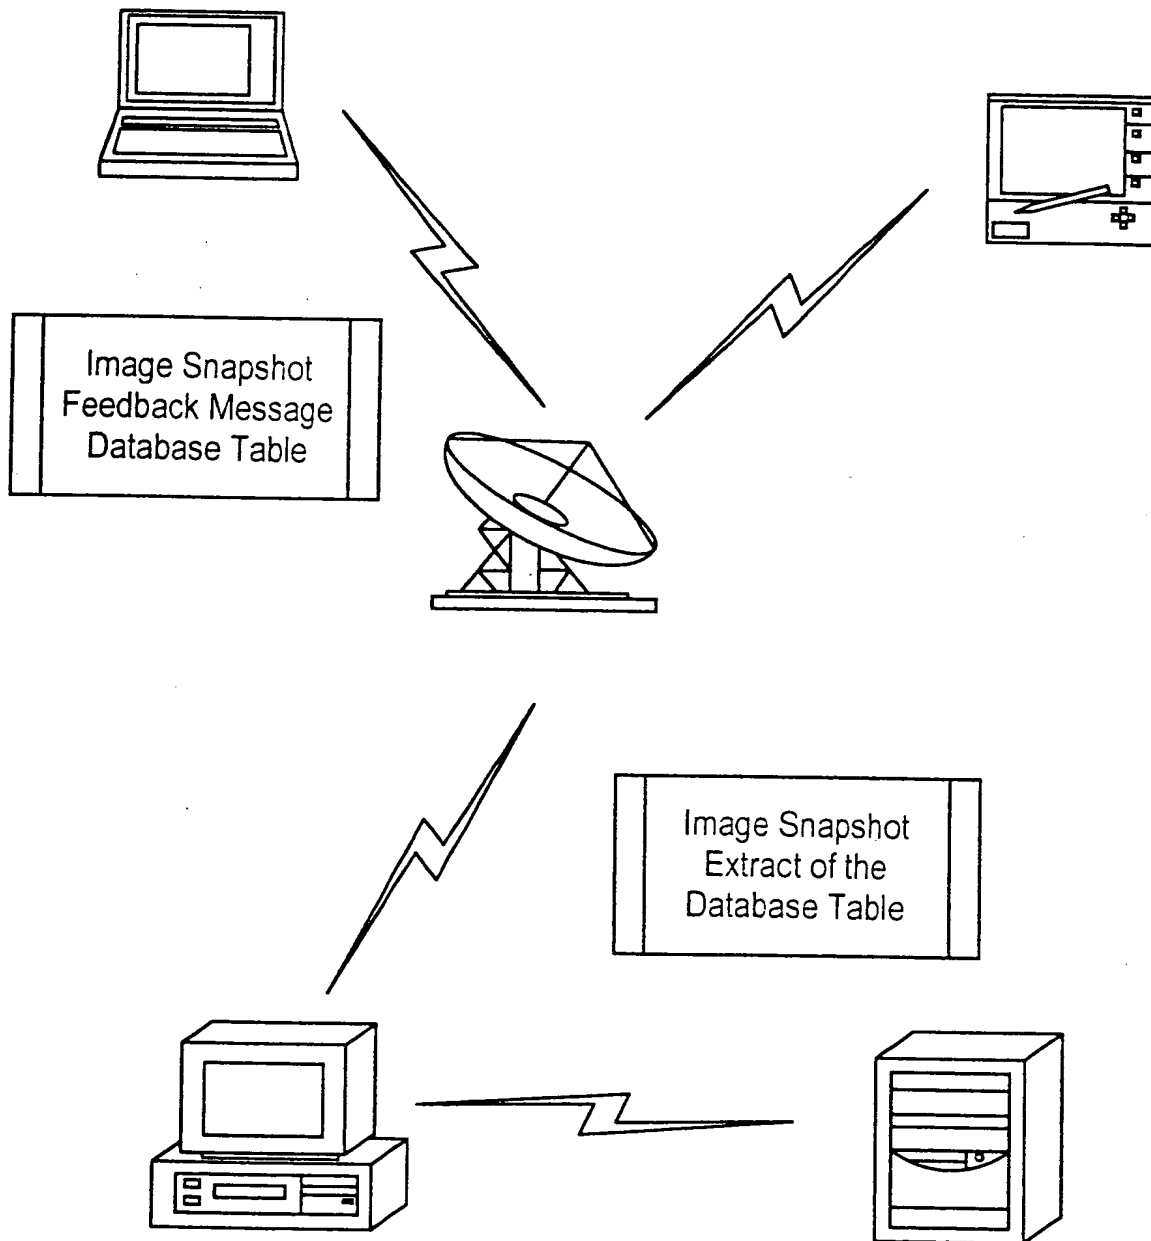 Image Snapshot
Feedback Message
Database Table
Image Snapshot
Extract of the
Database Table